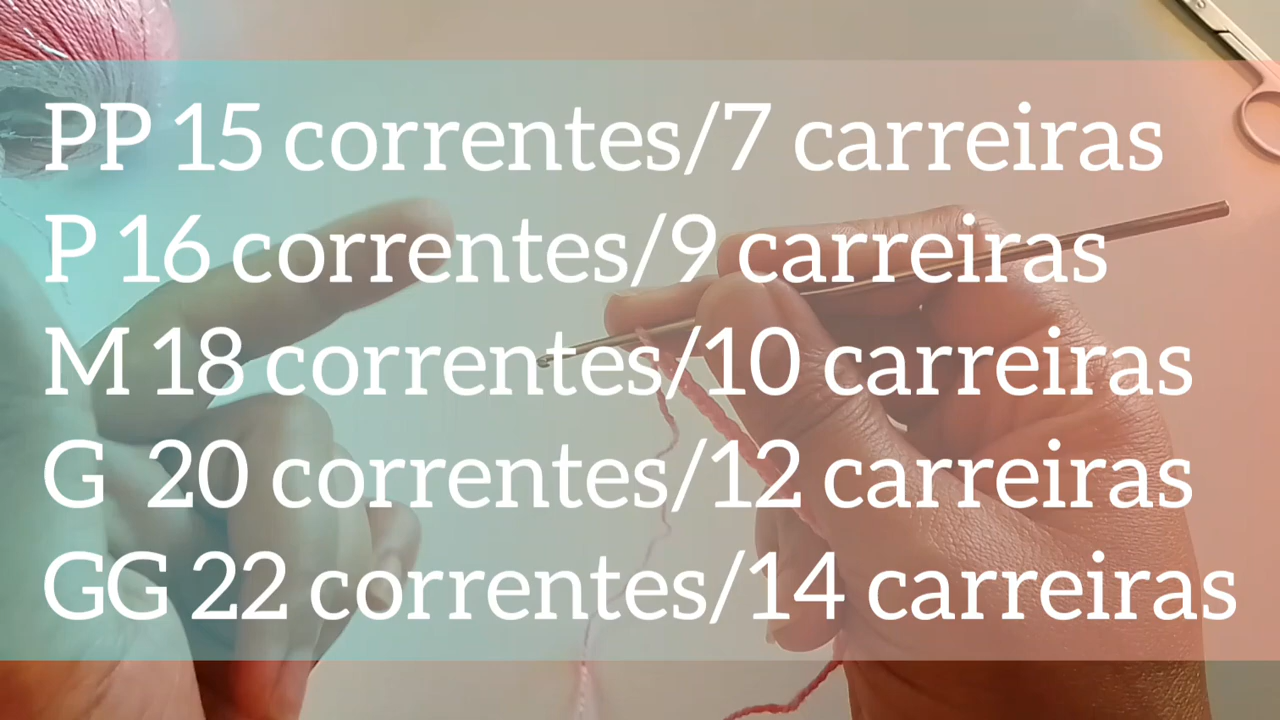 PP 15 correntes/7 carreiras
P 16 correntes/9 carreiras
M 18 correntes/10 carreiras
G 20 correntes/12 carreiras
GG 22 correntes/14 carreiras